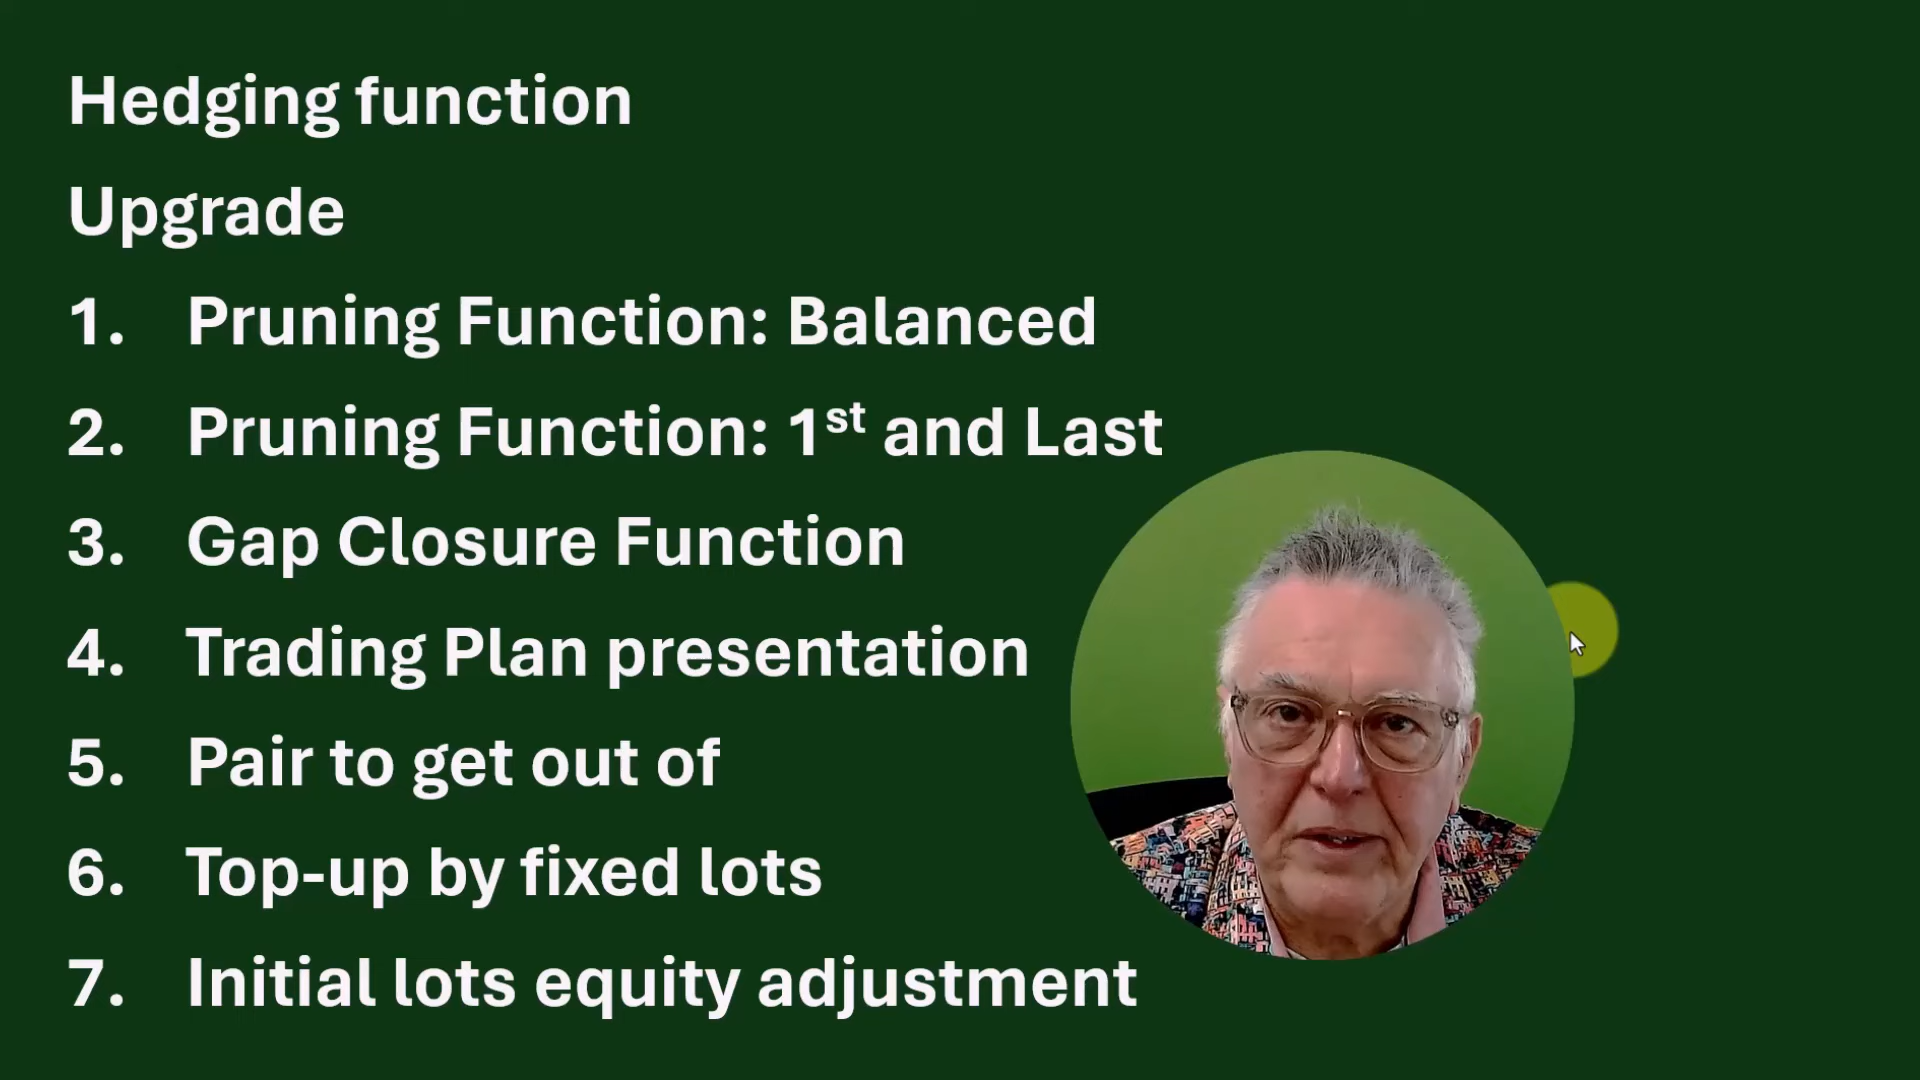 Hedging function
Upgrade
1. Pruning Function: Balanced
2. Pruning Function: 1st and Last
3. Gap Closure Function
4. Trading Plan presentation
5. Pair to get out of
6. Top-up by fixed lots
7. Initial lots equity adjustment